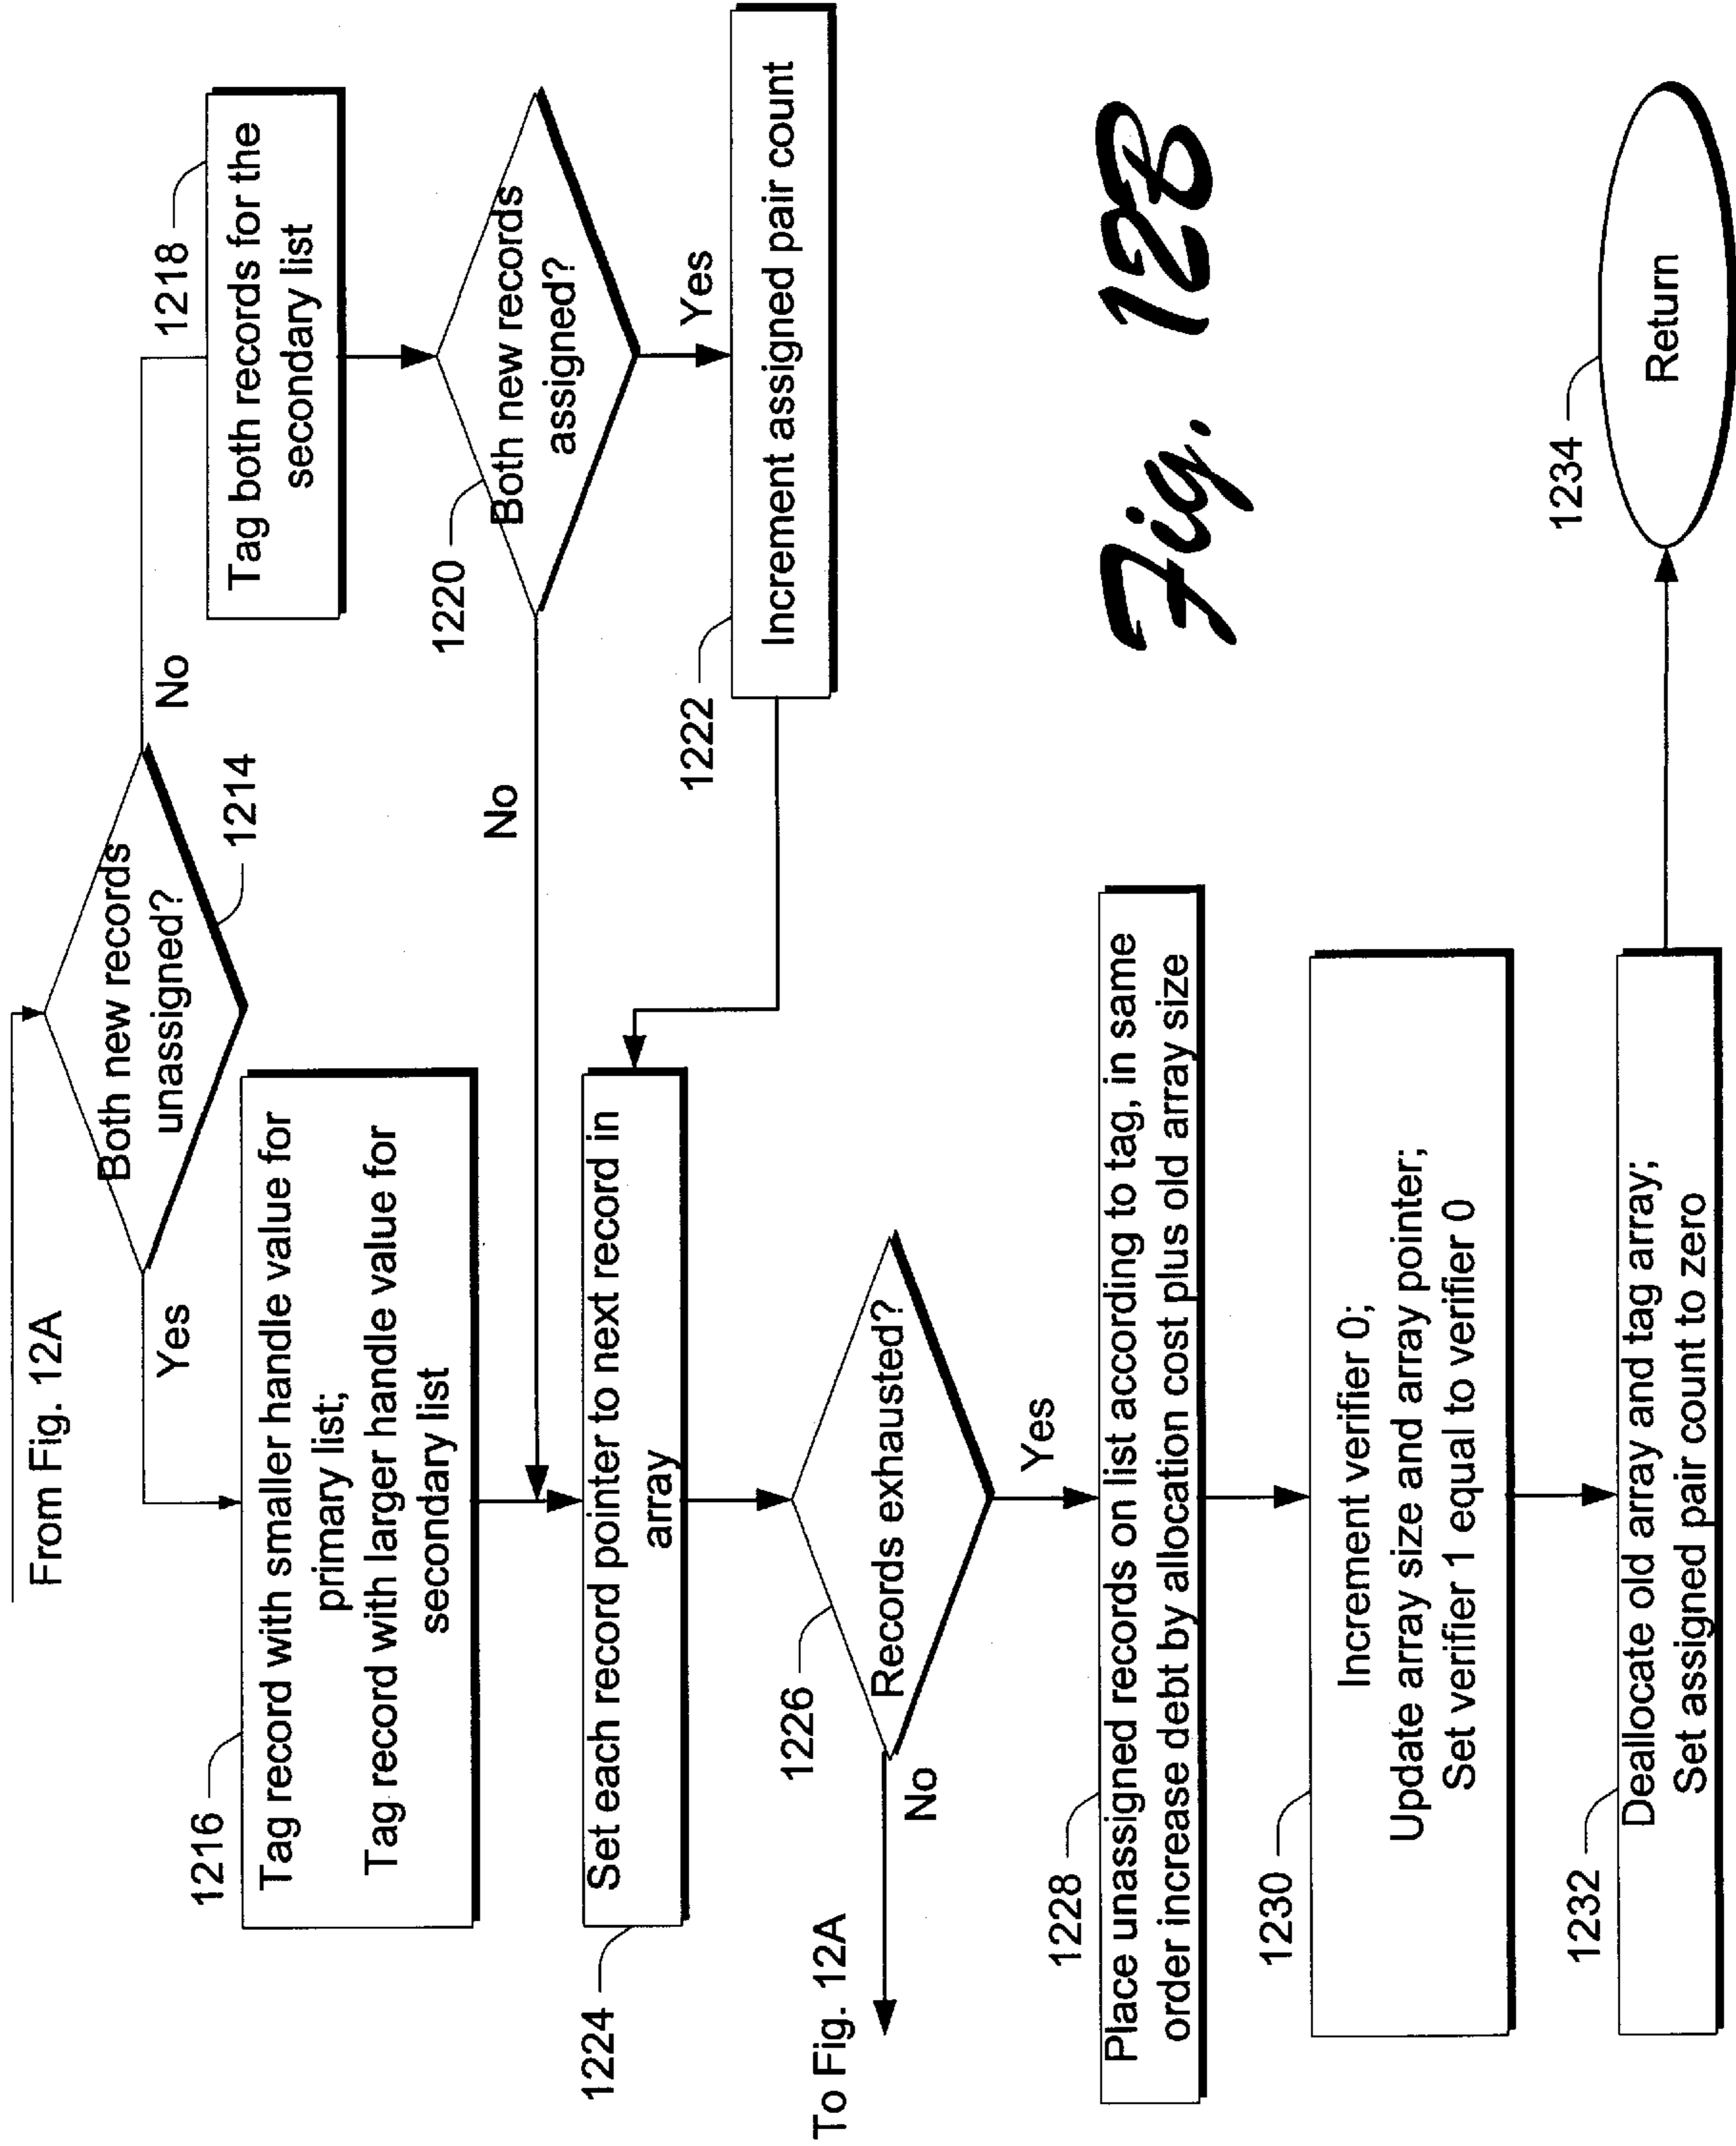 From Fig. 12A
Both new records
unassigned?
1214
Yes
No
1216
Tag record with smaller handle value for
primary list;
Tag record with larger handle value for
secondary list
1218
Tag both records for the
secondary list
1220
Both new records
assigned?
No
Yes
1222
Increment assigned pair count
1224
Set each record pointer to next record in
array
1226
Records exhausted?
No
To Fig. 12A
Yes
1228
Place unassigned records on list according to tag, in same
order increase debt by allocation cost plus old array size
1230
Increment verifier 0;
Update array size and array pointer;
Set verifier 1 equal to verifier 0
1232
Deallocate old array and tag array;
Set assigned pair count to zero
1234
Return
Fig. 12B